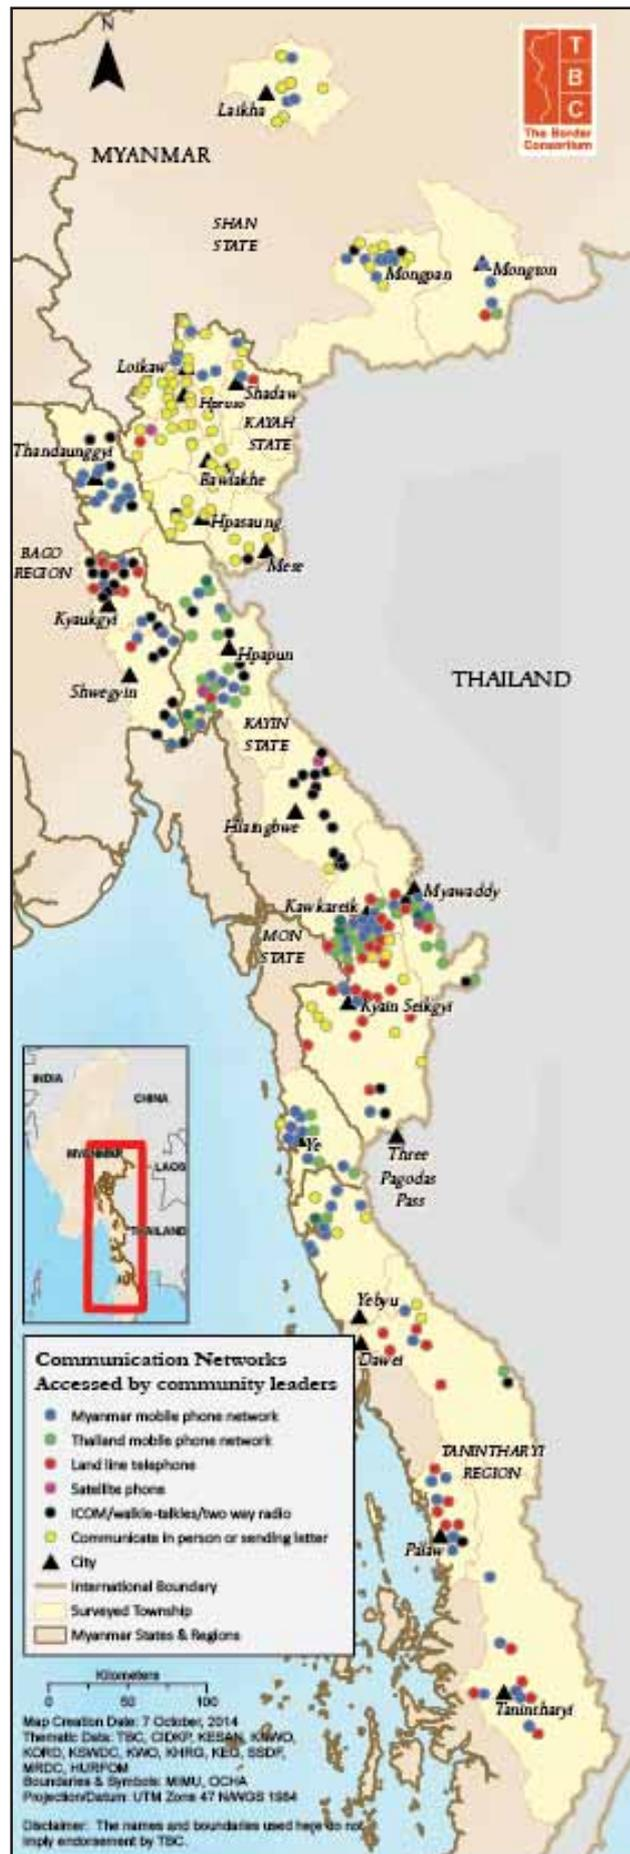 N
T
B
C
The Border
Consortium
Laikha
MYANMAR
SHAN
STATE
Mongpan
Mongton
Loikaw
Shadaw
Hpruso
KAYAH
STATE
Thandaunggyi
Bawlakhe
Hpasaung
BAGO
REGION
Mese
Kyaukgyi
Hpapun
Shwegyin
THAILAND
KAYIN
STATE
Hlaingbwe
Myawaddy
Kawkareik
MON
STATE
Kyain Seikgyi
INDIA
CHINA
MYANMAR
LAOS
THAILAND
Ye
Three
Pagodas
Pass
Yebyu
Dawei
Communication Networks
Accessed by community leaders
Myanmar mobile phone network
Thailand mobile phone network
Land line telephone
Satellite phone
ICOM/walkie-talkies/two way radio
Communicate in person or sending letter
City
International Boundary
Surveyed Township
Myanmar States & Regions
TANINTHARYI
REGION
Palaw
Tanintharyi
Kilometers
0 50 100
Map Creation Date: 7 October, 2014
Thematic Data: TBC, CIDKP, KESAN, KNWO,
KORD, KSWDC, KWO, KHRG, KEG, SSDF,
MRDC, HURFOM
Boundaries & Symbols: MIMU, OCHA
Projection/Datum: UTM Zone 47 N/WGS 1984
Disclaimer: The names and boundaries used here do not
imply endorsement by TBC.